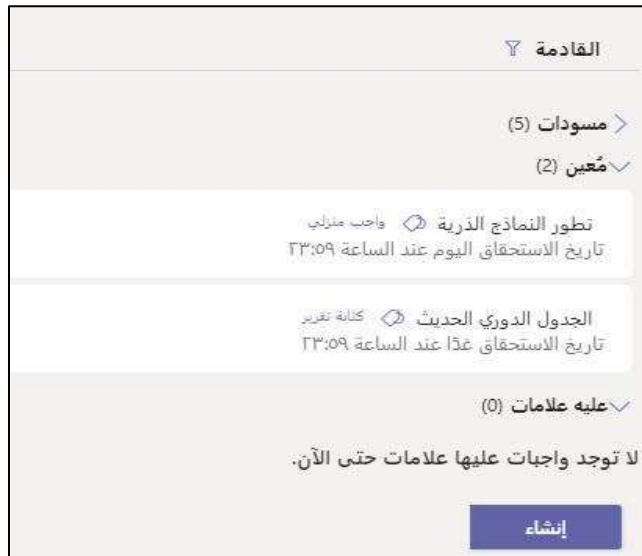 القادمة
مسودات (5)
مُعين (2)
تطور النماذج الذرية واجب منزلي
تاريخ الاستحقاق اليوم عند الساعة ٢٣:٥٩
الجدول الدوري الحديث كتابة تقرير
تاريخ الاستحقاق غدًا عند الساعة ٢٣:٥٩
عليه علامات (0)
لا توجد واجبات عليها علامات حتى الآن.
إنشاء